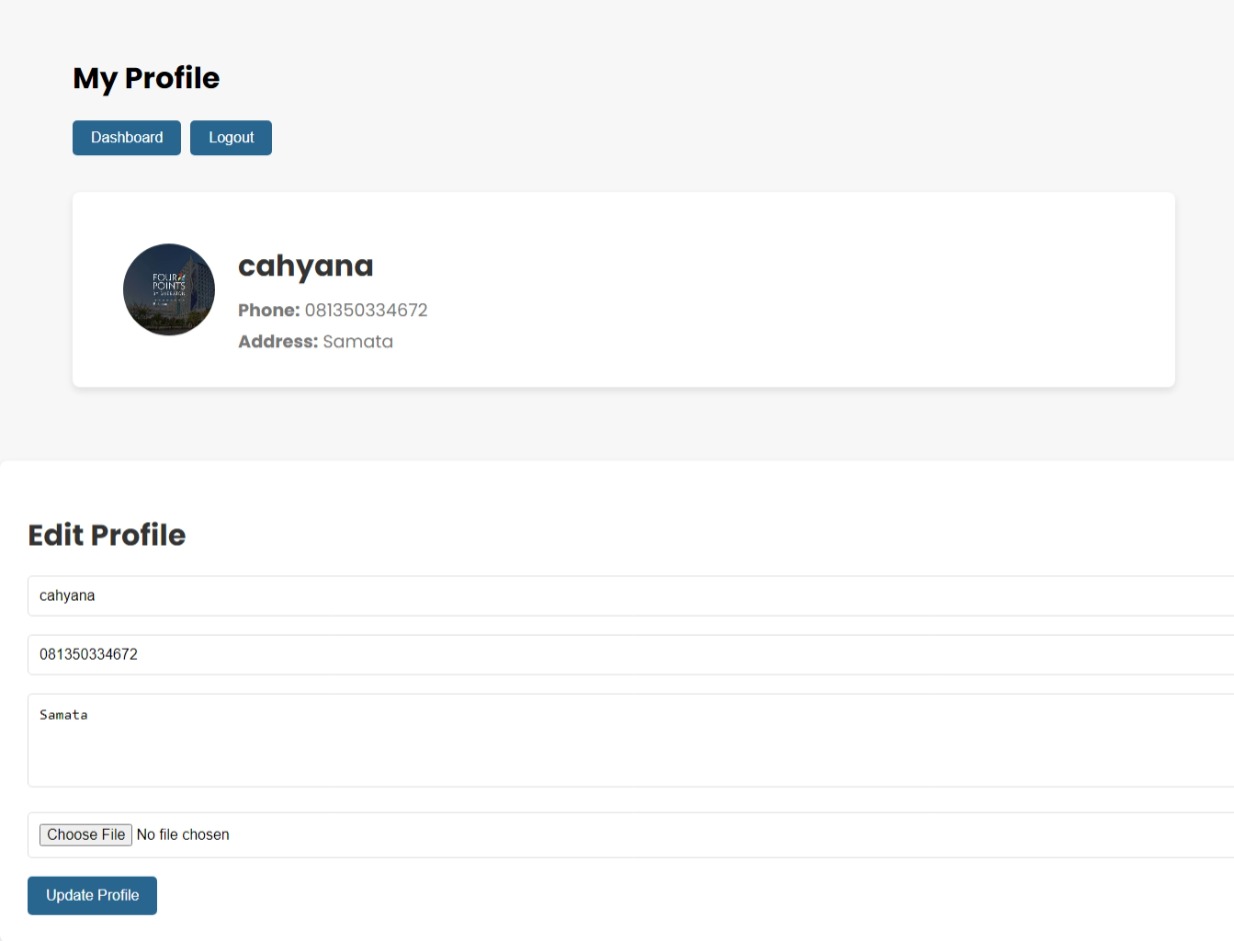 My Profile
Dashboard Logout
FOUR
POINTS
cahyana
Phone: 081350334672
Address: Samata
Edit Profile
cahyana
081350334672
Samata
Choose File No file chosen
Update Profile